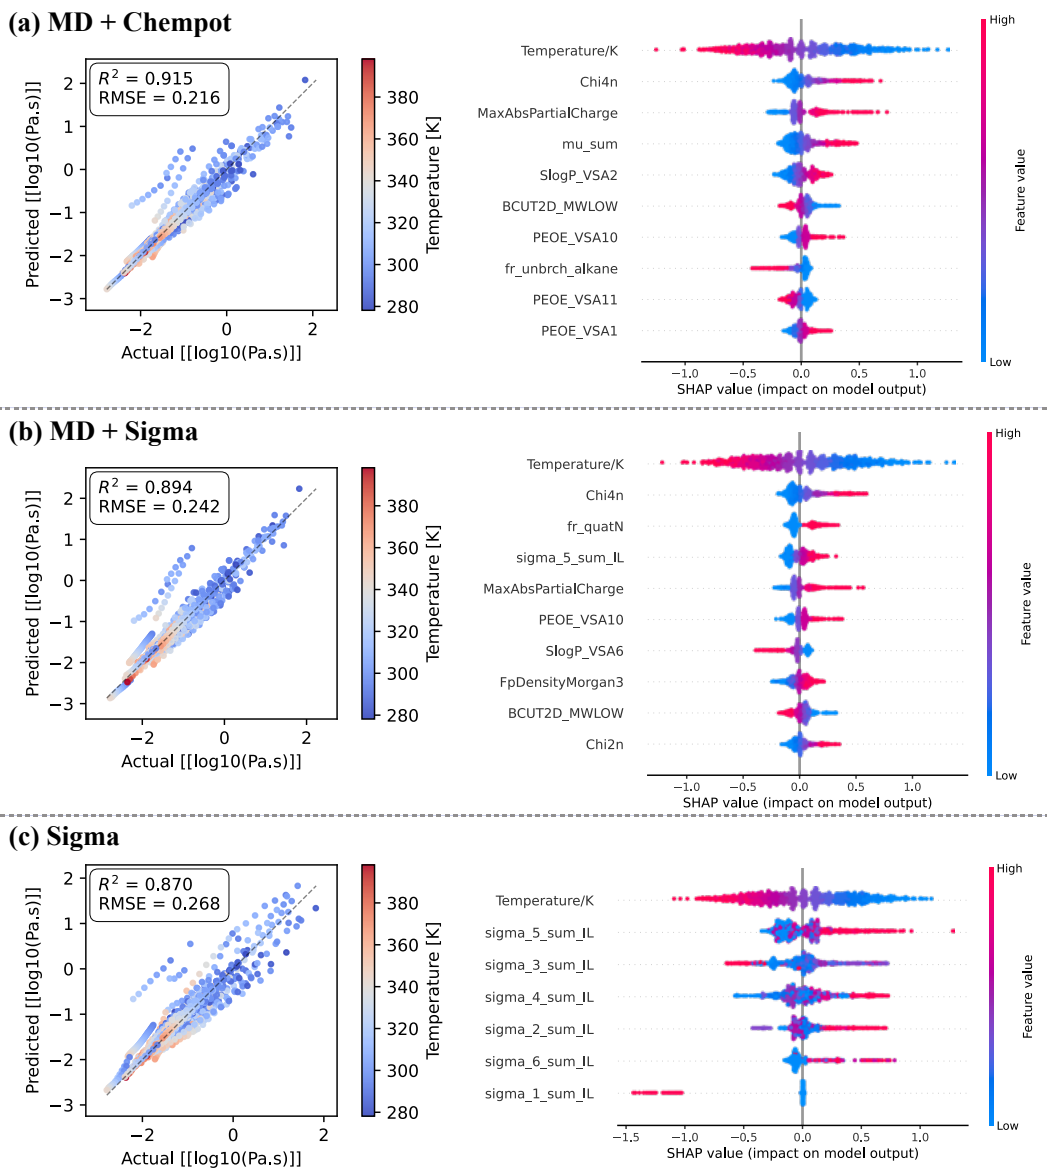 (a) MD + Chempot
R² = 0.915
RMSE = 0.216
2
1
0
−1
−2
−3
Predicted [[log10(Pa.s)]]
−2
0
2
Actual [[log10(Pa.s)]]
380
360
340
320
300
280
Temperature [K]
Temperature/K
Chi4n
MaxAbsPartialCharge
mu_sum
SlogP_VSA2
BCUT2D_MWLOW
PEOE_VSA10
fr_unbrch_alkane
PEOE_VSA11
PEOE_VSA1
−1.0
−0.5
0.0
0.5
1.0
SHAP value (impact on model output)
High
Low
Feature value
(b) MD + Sigma
R² = 0.894
RMSE = 0.242
2
1
0
−1
−2
−3
Predicted [[log10(Pa.s)]]
−2
0
2
Actual [[log10(Pa.s)]]
380
360
340
320
300
280
Temperature [K]
Temperature/K
Chi4n
fr_quatN
sigma_5_sum_IL
MaxAbsPartialCharge
PEOE_VSA10
SlogP_VSA6
FpDensityMorgan3
BCUT2D_MWLOW
Chi2n
−1.0
−0.5
0.0
0.5
1.0
SHAP value (impact on model output)
High
Low
Feature value
(c) Sigma
R² = 0.870
RMSE = 0.268
2
1
0
−1
−2
−3
Predicted [[log10(Pa.s)]]
−2
0
2
Actual [[log10(Pa.s)]]
380
360
340
320
300
280
Temperature [K]
Temperature/K
sigma_5_sum_IL
sigma_3_sum_IL
sigma_4_sum_IL
sigma_2_sum_IL
sigma_6_sum_IL
sigma_1_sum_IL
−1.5
−1.0
−0.5
0.0
0.5
1.0
SHAP value (impact on model output)
High
Low
Feature value